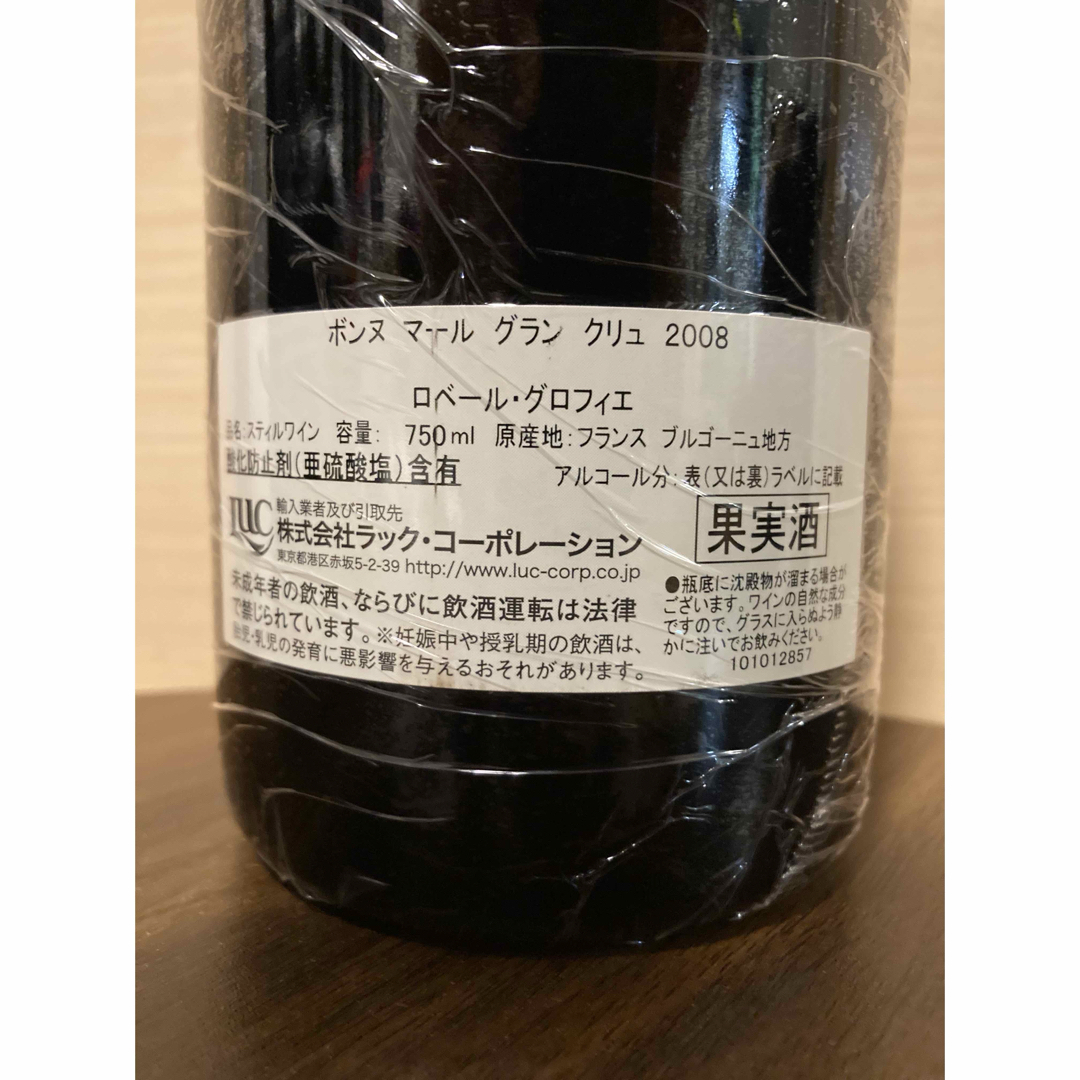 ボンヌ マール グラン クリュ 2008
ロベール・グロフィエ
品名:スティルワイン 容量: 750ml 原産地:フランス ブルゴーニュ地方
酸化防止剤(亜硫酸塩)含有 アルコール分:表(又は裏)ラベルに記載
LUC 輸入業者及び引取先
株式会社ラック・コーポレーション
東京都港区赤坂5-2-39 http://www.luc-corp.co.jp
果実酒
未成年者の飲酒、ならびに飲酒運転は法律
で禁じられています。※妊娠中や授乳期の飲酒は、
胎児・乳児の発育に悪影響を与えるおそれがあります。
●瓶底に沈殿物が溜まる場合が
ございます。ワインの自然な成分
ですので、グラスに入らぬよう静
かに注いでお飲みください。
101012857